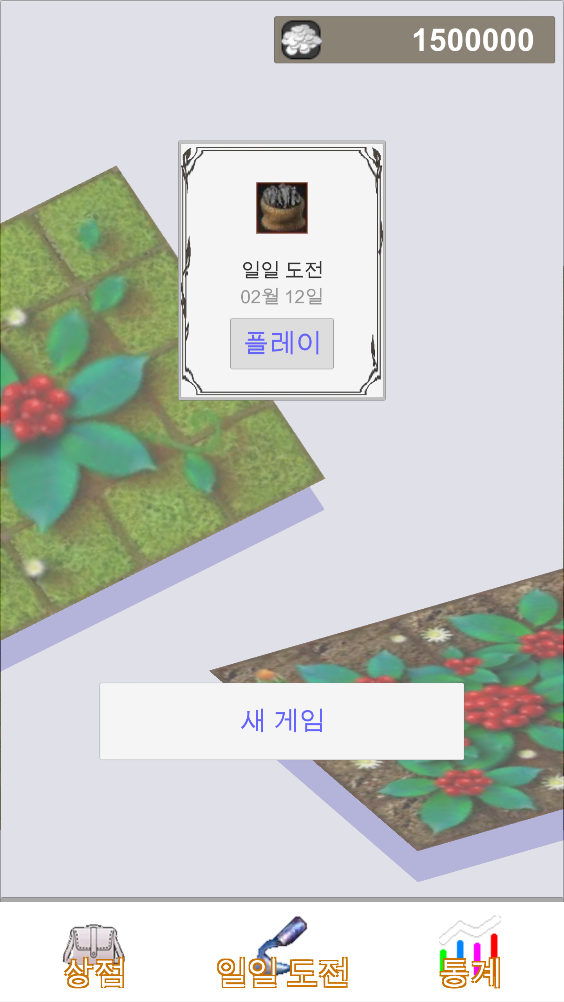 1500000
일일 도전
02월 12일
플레이
새 게임
상점
일일 도전
통계